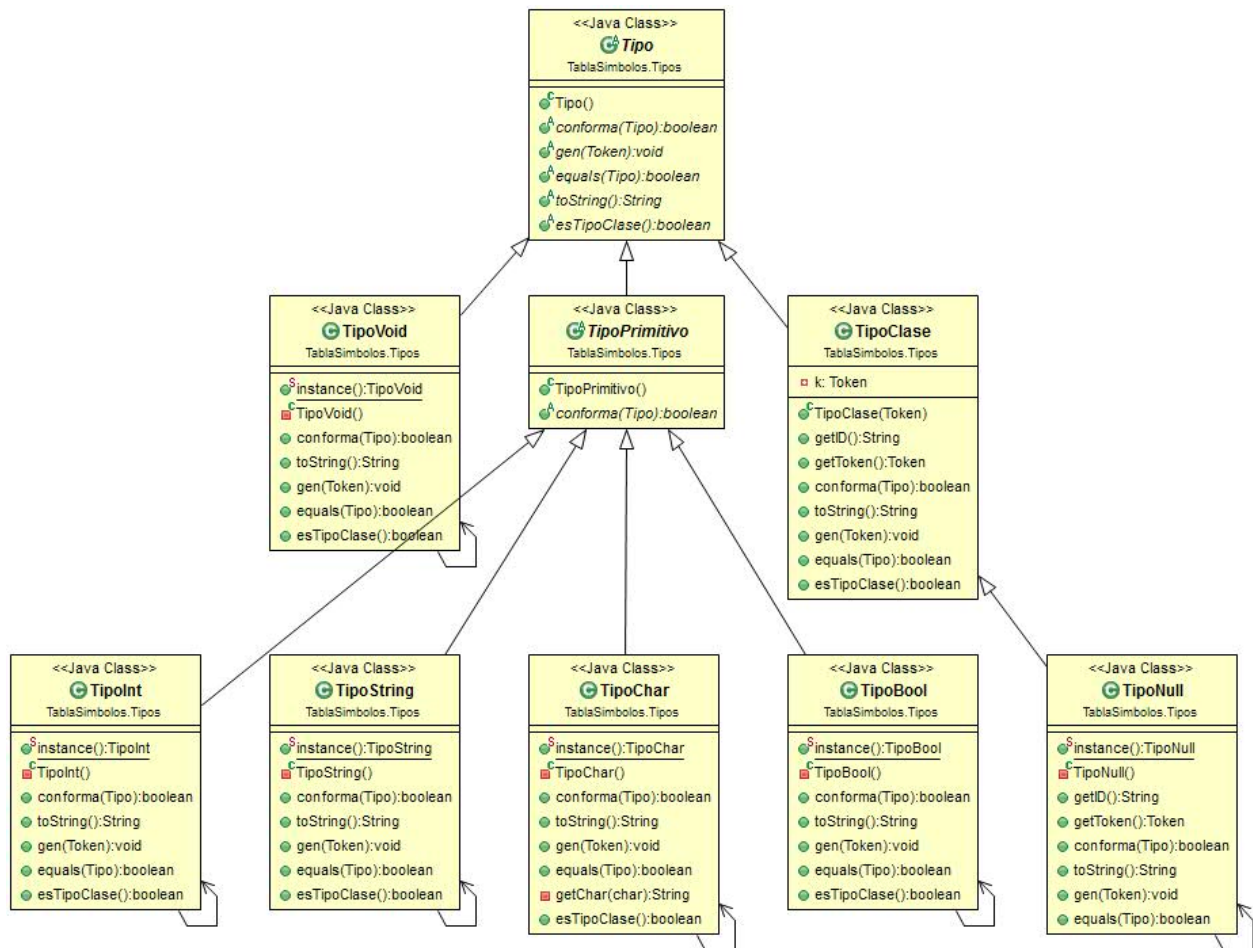 <<Java Class>>
Tipo
TablaSimbolos.Tipos
Tipo()
conforma(Tipo):boolean
gen(Token):void
equals(Tipo):boolean
toString():String
esTipoClase():boolean
<<Java Class>>
TipoVoid
TablaSimbolos.Tipos
instance():TipoVoid
TipoVoid()
conforma(Tipo):boolean
toString():String
gen(Token):void
equals(Tipo):boolean
esTipoClase():boolean
<<Java Class>>
TipoPrimitivo
TablaSimbolos.Tipos
TipoPrimitivo()
conforma(Tipo):boolean
<<Java Class>>
TipoClase
TablaSimbolos.Tipos
k: Token
TipoClase(Token)
getID():String
getToken():Token
conforma(Tipo):boolean
toString():String
gen(Token):void
equals(Tipo):boolean
esTipoClase():boolean
<<Java Class>>
TipoInt
TablaSimbolos.Tipos
instance():TipoInt
TipoInt()
conforma(Tipo):boolean
toString():String
gen(Token):void
equals(Tipo):boolean
esTipoClase():boolean
<<Java Class>>
TipoString
TablaSimbolos.Tipos
instance():TipoString
TipoString()
conforma(Tipo):boolean
toString():String
gen(Token):void
equals(Tipo):boolean
esTipoClase():boolean
<<Java Class>>
TipoChar
TablaSimbolos.Tipos
instance():TipoChar
TipoChar()
conforma(Tipo):boolean
toString():String
gen(Token):void
equals(Tipo):boolean
getChar(char):String
esTipoClase():boolean
<<Java Class>>
TipoBool
TablaSimbolos.Tipos
instance():TipoBool
TipoBool()
conforma(Tipo):boolean
toString():String
gen(Token):void
equals(Tipo):boolean
esTipoClase():boolean
<<Java Class>>
TipoNull
TablaSimbolos.Tipos
instance():TipoNull
TipoNull()
getID():String
getToken():Token
conforma(Tipo):boolean
toString():String
gen(Token):void
equals(Tipo):boolean